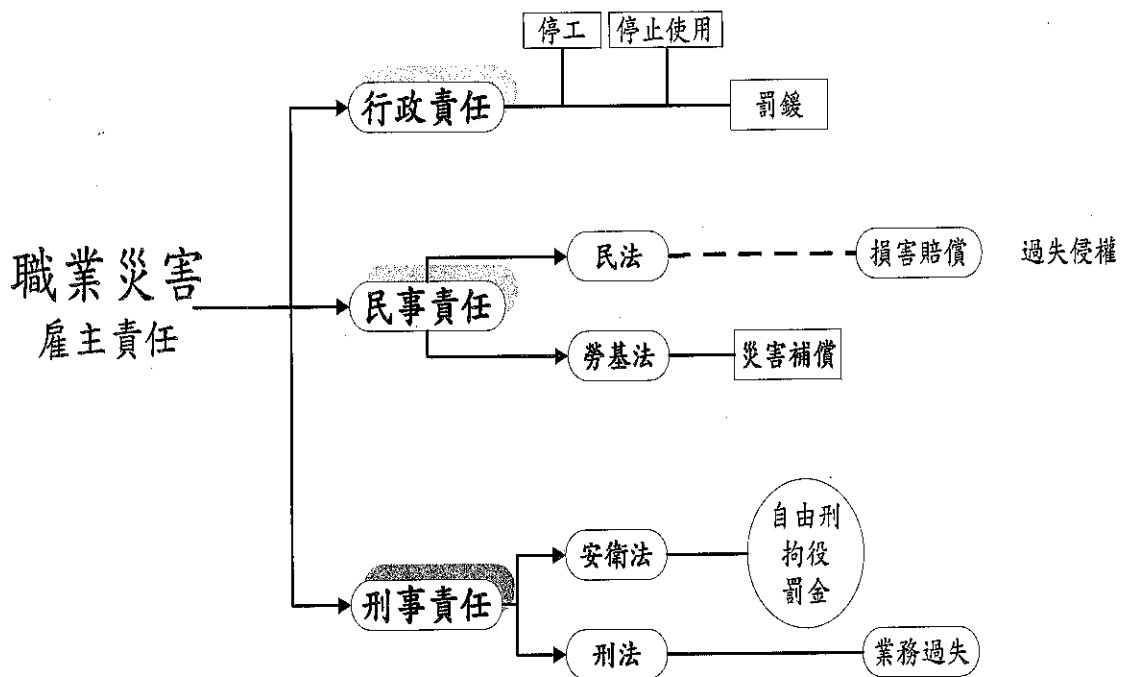 停工
停止使用
行政責任
罰鍰
職業災害
雇主責任
民事責任
民法
損害賠償
過失侵權
勞基法
災害補償
刑事責任
安衛法
自由刑
拘役
罰金
刑法
業務過失